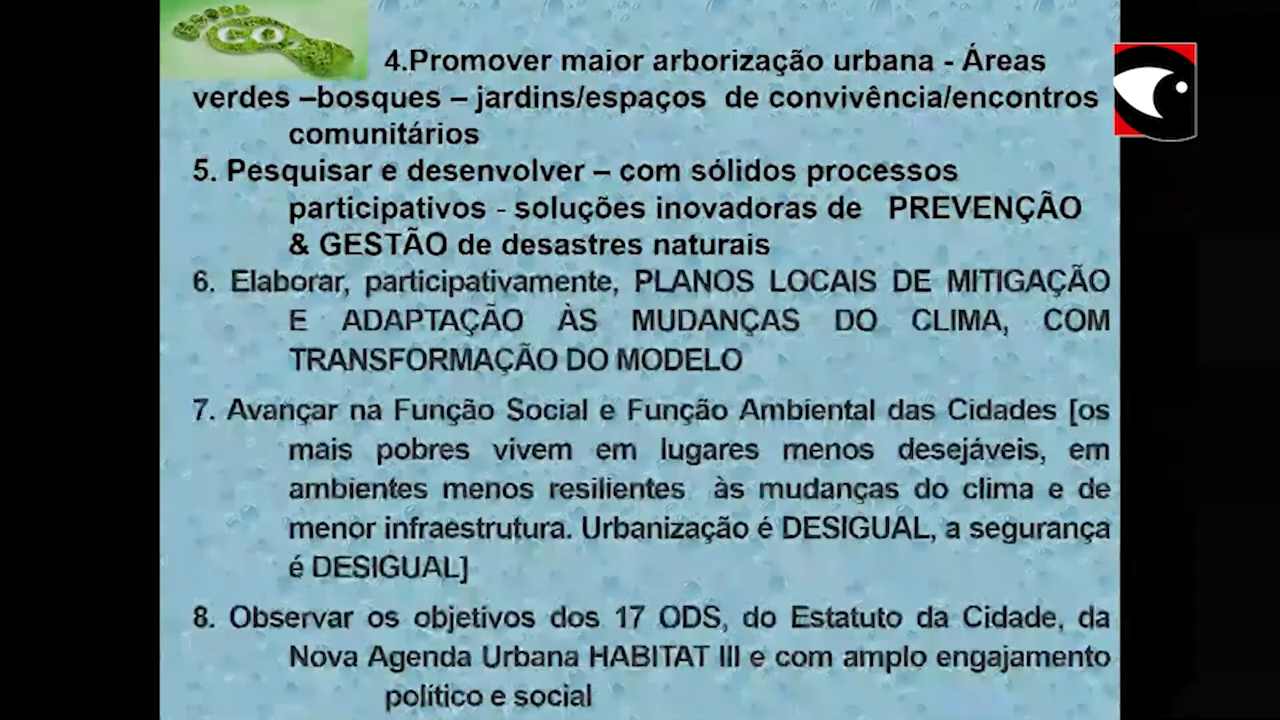 CO2
4.Promover maior arborização urbana - Áreas
verdes –bosques – jardins/espaços de convivência/encontros
comunitários
5. Pesquisar e desenvolver – com sólidos processos
participativos - soluções inovadoras de PREVENÇÃO
& GESTÃO de desastres naturais
6. Elaborar, participativamente, PLANOS LOCAIS DE MITIGAÇÃO
E ADAPTAÇÃO ÀS MUDANÇAS DO CLIMA, COM
TRANSFORMAÇÃO DO MODELO
7. Avançar na Função Social e Função Ambiental das Cidades [os
mais pobres vivem em lugares menos desejáveis, em
ambientes menos resilientes às mudanças do clima e de
menor infraestrutura. Urbanização é DESIGUAL, a segurança
é DESIGUAL]
8. Observar os objetivos dos 17 ODS, do Estatuto da Cidade, da
Nova Agenda Urbana HABITAT III e com amplo engajamento
político e social